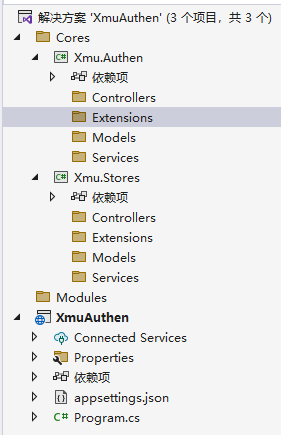 解决方案 'XmuAuthen' (3 个项目，共 3 个)
Cores
C# Xmu.Authen
依赖项
Controllers
Extensions
Models
Services
C# Xmu.Stores
依赖项
Controllers
Extensions
Models
Services
Modules
XmuAuthen
Connected Services
Properties
依赖项
appsettings.json
C# Program.cs